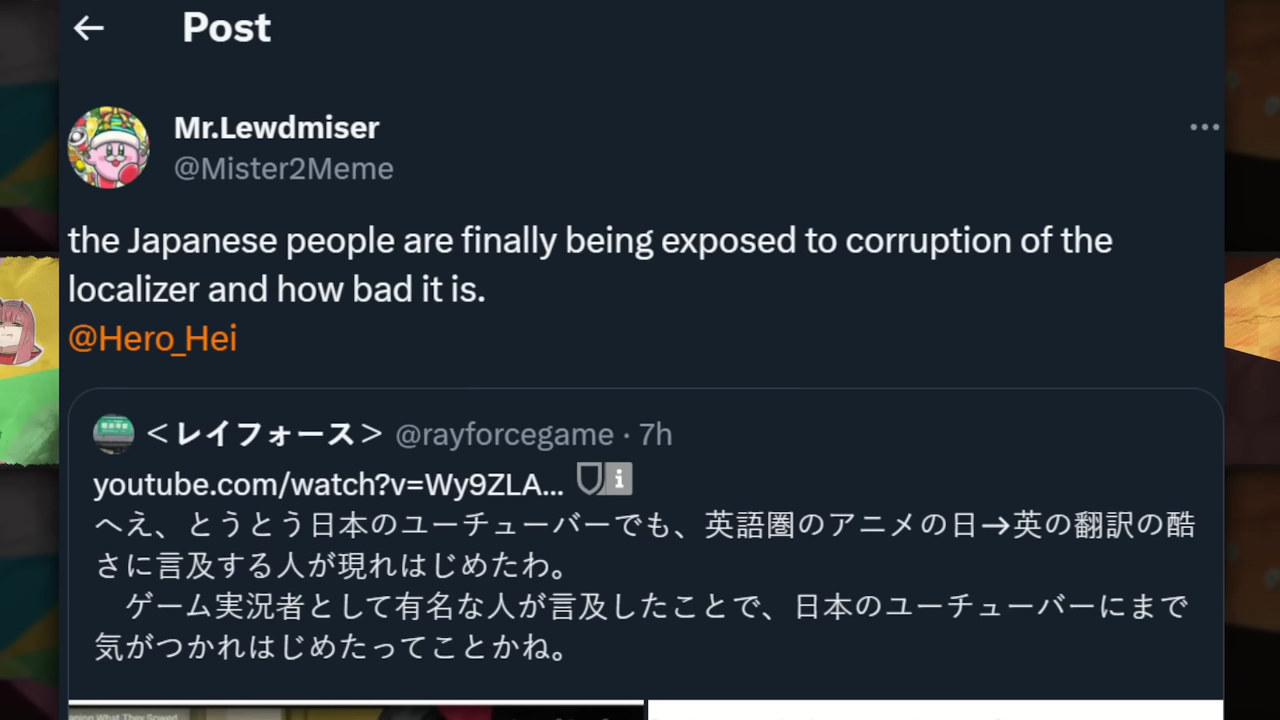 Post
Mr.Lewdmiser
@Mister2Meme
the Japanese people are finally being exposed to corruption of the
localizer and how bad it is.
@Hero_Hei
＜レイフォース＞ @rayforcegame · 7h
youtube.com/watch?v=Wy9ZLA...
へえ、とうとう日本のユーチューバーでも、英語圏のアニメの日→英の翻訳の酷
さに言及する人が現れはじめたわ。
　ゲーム実況者として有名な人が言及したことで、日本のユーチューバーにまで
気がつかれはじめたってことかね。
What They Sowed